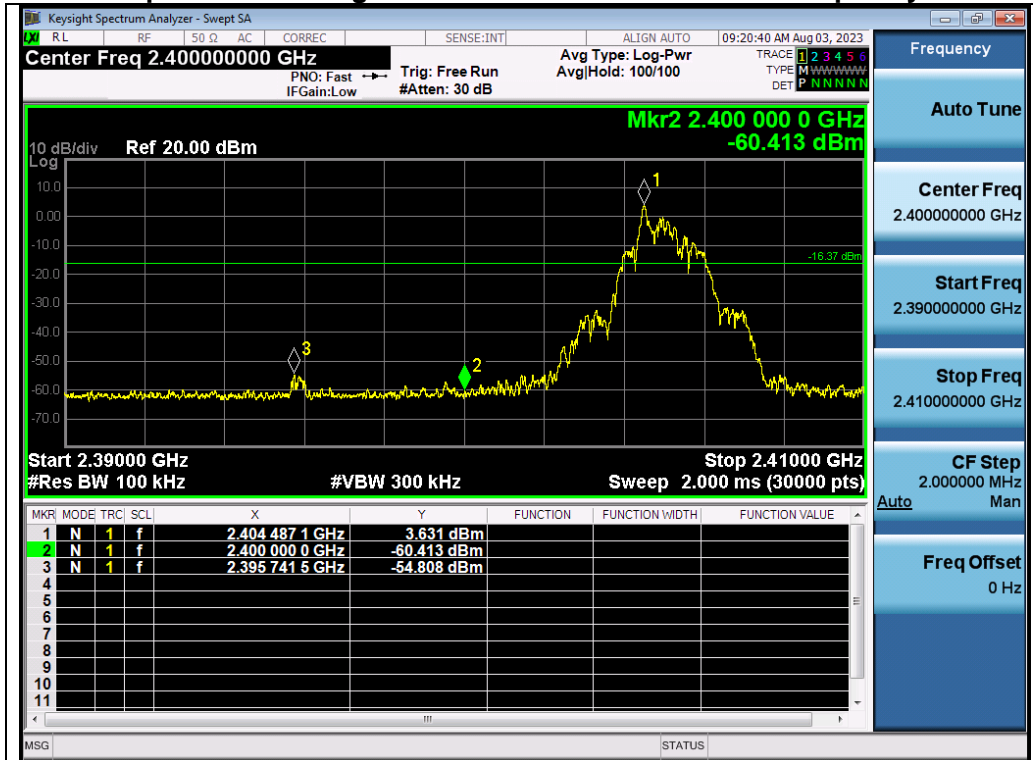 Keysight Spectrum Analyzer - Swept SA
LXI RL RF 50 Ω AC CORREC SENSE:INT ALIGN AUTO 09:20:40 AM Aug 03, 2023
Center Freq 2.400000000 GHz Avg Type: Log-Pwr TRACE 1 2 3 4 5 6
PNO: Fast Trig: Free Run Avg|Hold: 100/100 TYPE M WWWWW
IFGain:Low #Atten: 30 dB DET P N N N N N
Mkr2 2.400 000 0 GHz
10 dB/div Ref 20.00 dBm -60.413 dBm
Log
10.0
0.00
-10.0
-20.0
-30.0
-40.0
-50.0
-60.0
-70.0
1
-16.37 dBm
3
2
Start 2.39000 GHz Stop 2.41000 GHz
#Res BW 100 kHz #VBW 300 kHz Sweep 2.000 ms (30000 pts)
MKR MODE TRC SCL X Y FUNCTION FUNCTION WIDTH FUNCTION VALUE
1 N 1 f 2.404 487 1 GHz 3.631 dBm
2 N 1 f 2.400 000 0 GHz -60.413 dBm
3 N 1 f 2.395 741 5 GHz -54.808 dBm
4
5
6
7
8
9
10
11
MSG STATUS
Frequency
Auto Tune
Center Freq
2.400000000 GHz
Start Freq
2.390000000 GHz
Stop Freq
2.410000000 GHz
CF Step
2.000000 MHz
Auto Man
Freq Offset
0 Hz